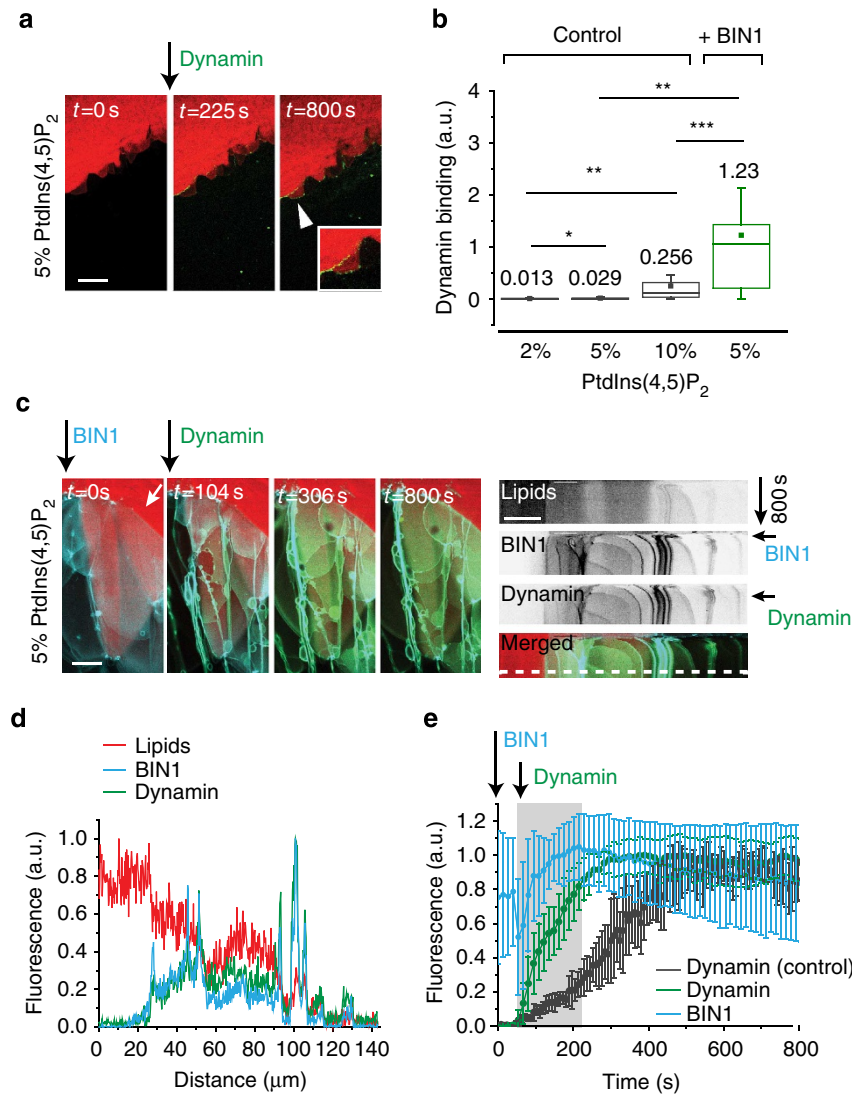 a
Dynamin
5% PtdIns(4,5)P2
t=0 s
t=225 s
t=800 s
b
Control
+ BIN1
Dynamin binding (a.u.)
4
3
2
1
0
**
***
**
*
0.013
0.029
0.256
1.23
2%
5%
10%
5%
PtdIns(4,5)P2
c
BIN1
Dynamin
5% PtdIns(4,5)P2
t=0s
t=104 s
t=306 s
t=800 s
Lipids
800 s
BIN1
BIN1
Dynamin
Dynamin
Merged
d
Lipids
BIN1
Dynamin
Fluorescence (a.u.)
1.0
0.8
0.6
0.4
0.2
0.0
0 20 40 60 80 100 120 140
Distance (μm)
e
BIN1
Dynamin
Fluorescence (a.u.)
1.2
1.0
0.8
0.6
0.4
0.2
0.0
Dynamin (control)
Dynamin
BIN1
0 200 400 600 800
Time (s)